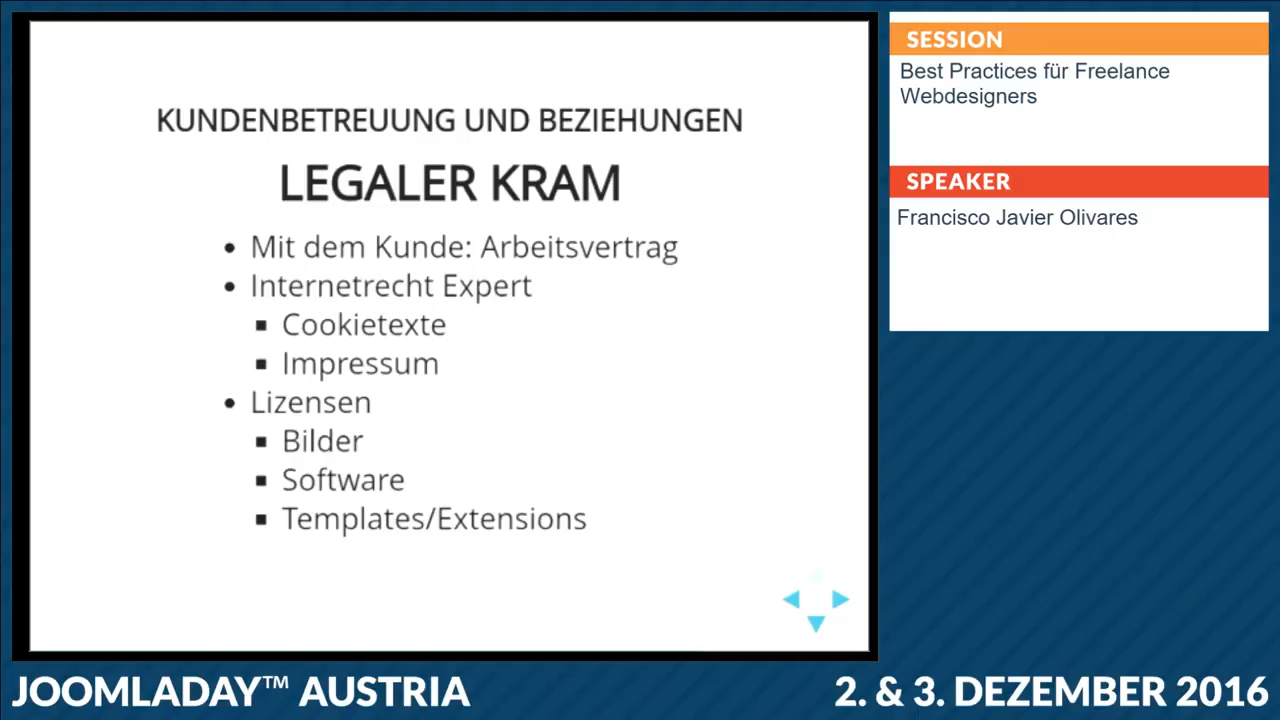 KUNDENBETREUUNG UND BEZIEHUNGEN
LEGALER KRAM
Mit dem Kunde: Arbeitsvertrag
Internetrecht Expert
Cookietexte
Impressum
Lizensen
Bilder
Software
Templates/Extensions
SESSION
Best Practices für Freelance
Webdesigners
SPEAKER
Francisco Javier Olivares
JOOMLADAY™ AUSTRIA
2. & 3. DEZEMBER 2016